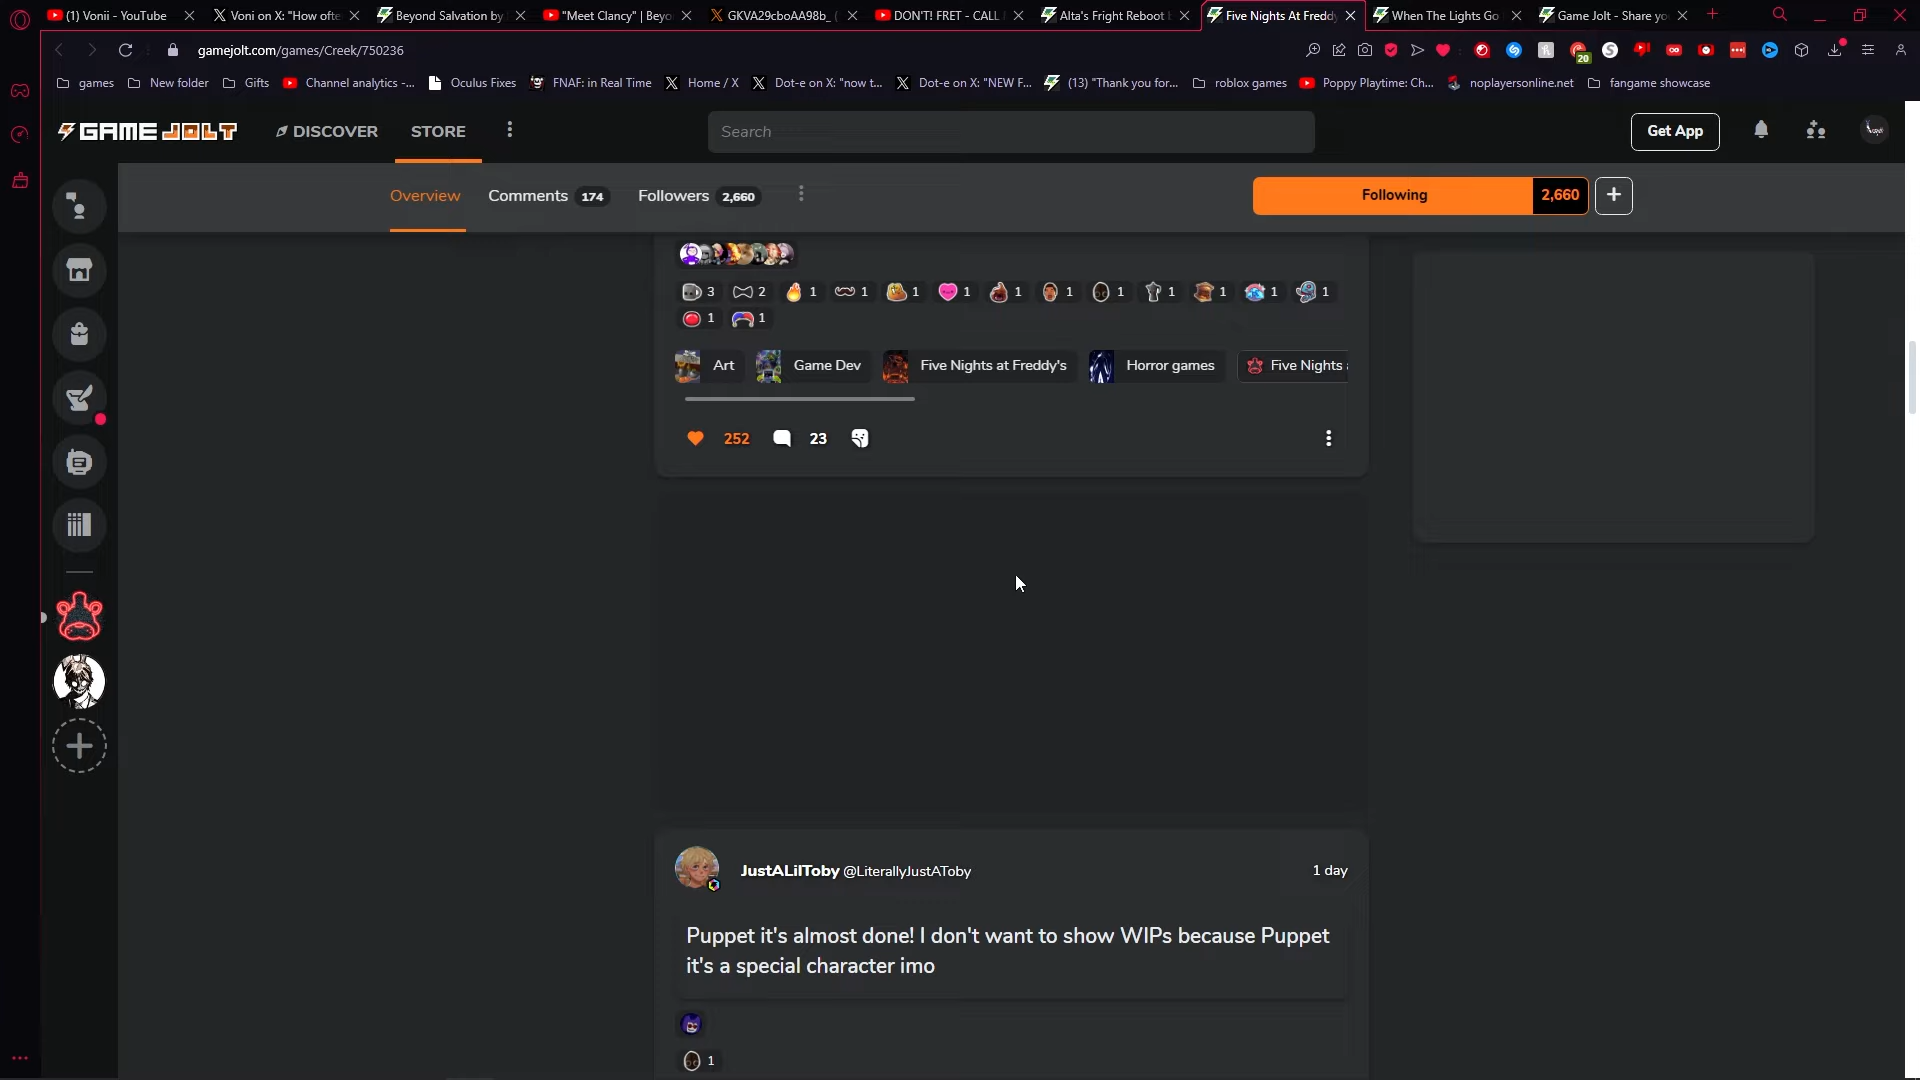 (1) Vonii - YouTube
Voni on X: "How ofte
Beyond Salvation by
"Meet Clancy" | Beyo
GKVA29cboAA98b_ (
DON'T! FRET - CALL
Alta's Fright Reboot
Five Nights At Fredd
When The Lights Go
Game Jolt - Share yo
gamejolt.com/games/Creek/750236
20
games
New folder
Gifts
Channel analytics -...
Oculus Fixes
FNAF: in Real Time
Home / X
Dot-e on X: "now t...
Dot-e on X: "NEW F...
(13) "Thank you for...
roblox games
Poppy Playtime: Ch...
noplayersonline.net
fangame showcase
GAME JOLT
DISCOVER
STORE
Search
Get App
Overview
Comments 174
Followers 2,660
Following 2,660
3 2 1 1 1 1 1 1 1 1 1 1 1
1 1
Art
Game Dev
Five Nights at Freddy's
Horror games
Five Nights
252 23
JustALilToby @LiterallyJustAToby
1 day
Puppet it's almost done! I don't want to show WIPs because Puppet
it's a special character imo
1